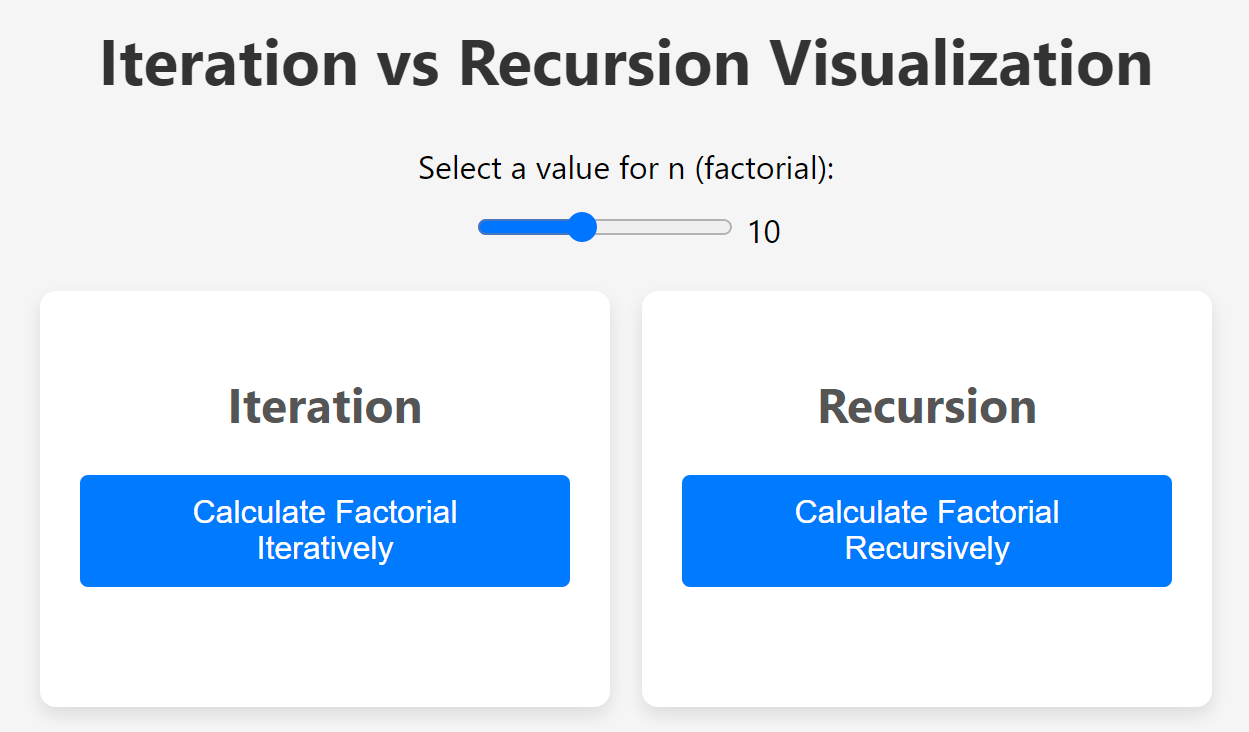 Iteration vs Recursion Visualization
Select a value for n (factorial):
10
Iteration
Calculate Factorial
Iteratively
Recursion
Calculate Factorial
Recursively